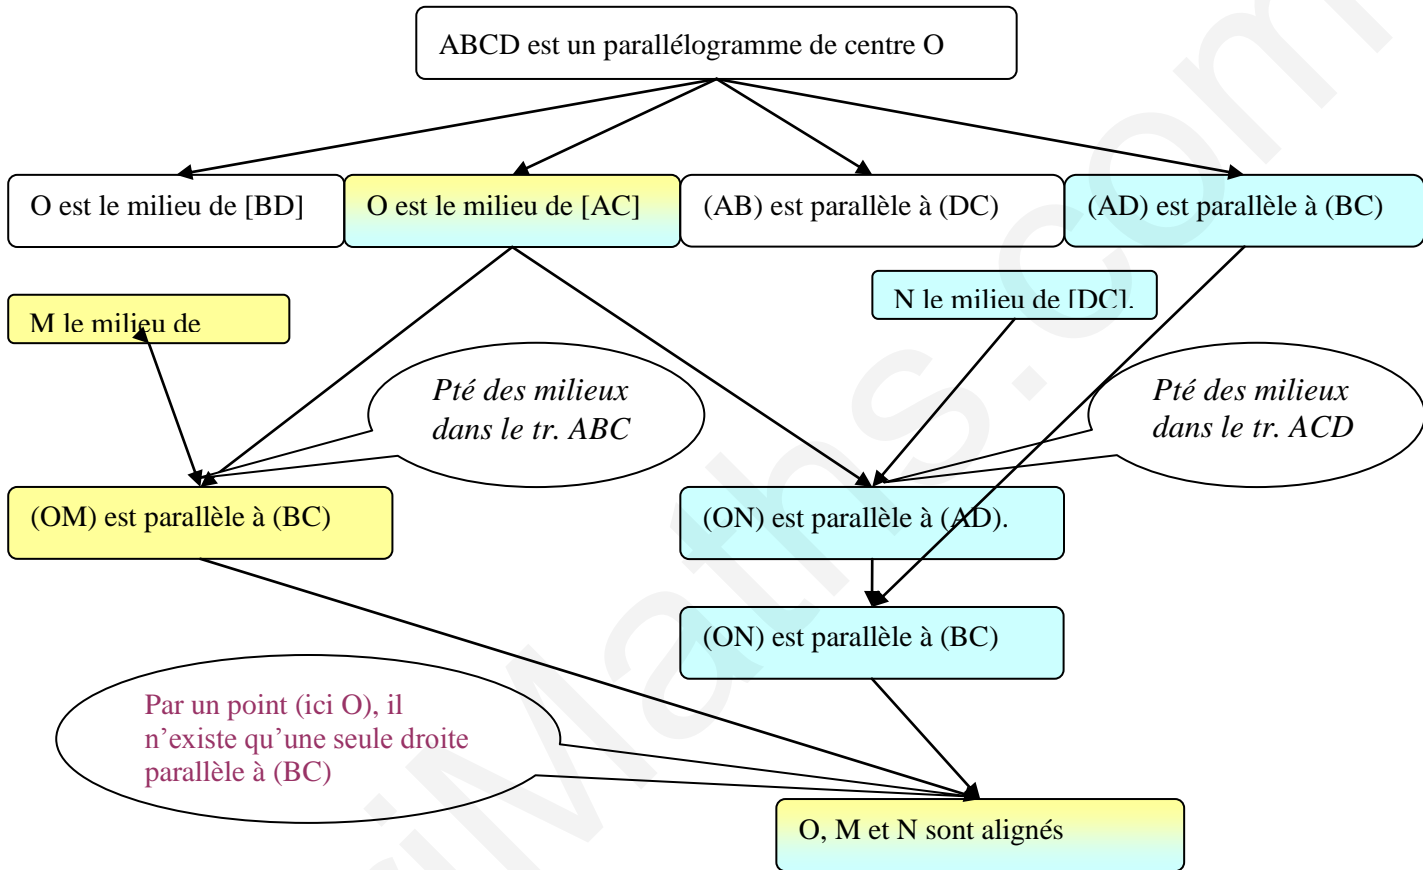 ABCD est un parallélogramme de centre O
O est le milieu de [BD]
O est le milieu de [AC]
(AB) est parallèle à (DC)
(AD) est parallèle à (BC)
M le milieu de
N le milieu de [DC].
Pté des milieux
dans le tr. ABC
Pté des milieux
dans le tr. ACD
(OM) est parallèle à (BC)
(ON) est parallèle à (AD).
(ON) est parallèle à (BC)
Par un point (ici O), il
n’existe qu’une seule droite
parallèle à (BC)
O, M et N sont alignés